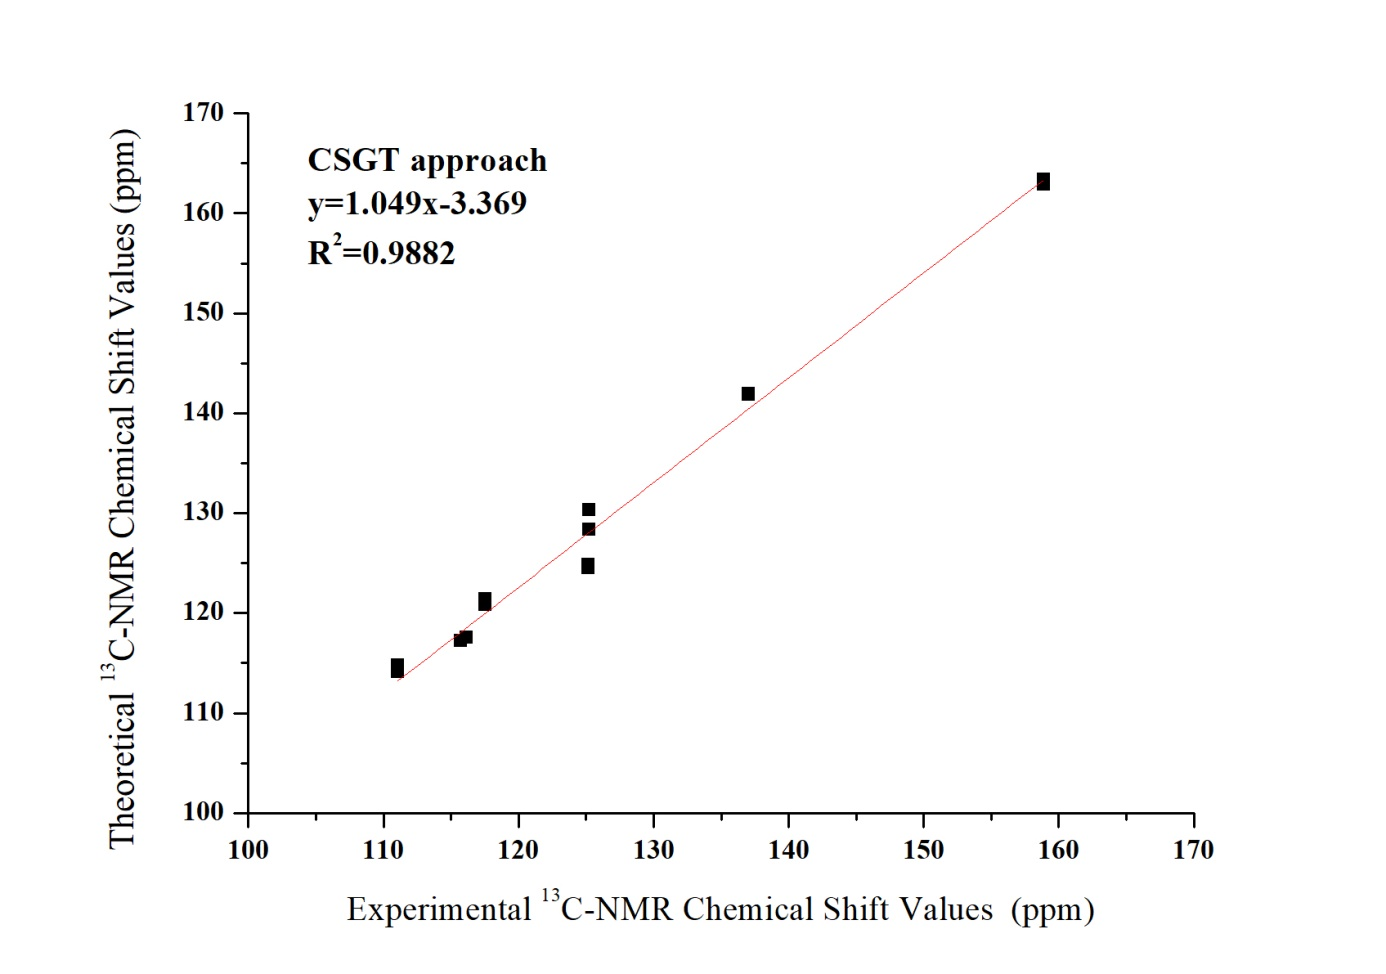 CSGT approach
y=1.049x-3.369
R²=0.9882
Theoretical ¹³C-NMR Chemical Shift Values (ppm)
170
160
150
140
130
120
110
100
100 110 120 130 140 150 160 170
Experimental ¹³C-NMR Chemical Shift Values (ppm)